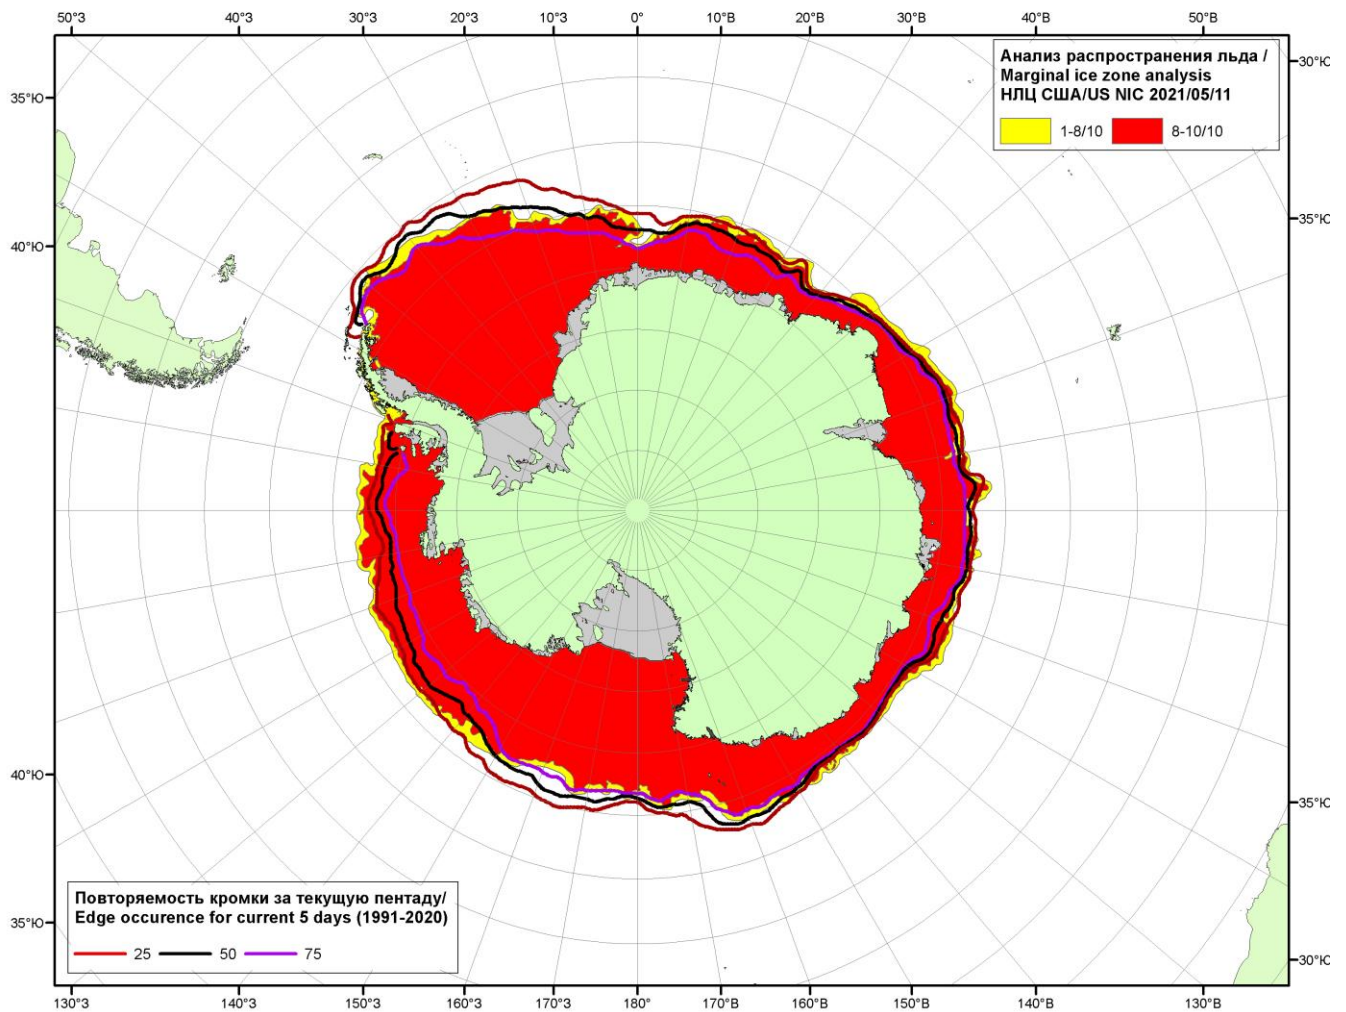 50°З 40°З 30°З 20°З 10°З 0° 10°В 20°В 30°В 40°В 50°В
Анализ распространения льда /
Marginal ice zone analysis
НЛЦ США/US NIC 2021/05/11
1-8/10 8-10/10
30°Ю
35°Ю
35°Ю
40°Ю
40°Ю
35°Ю
35°Ю
30°Ю
Повторяемость кромки за текущую пентаду/
Edge occurence for current 5 days (1991-2020)
25 50 75
130°З 140°З 150°З 160°З 170°З 180° 170°В 160°В 150°В 140°В 130°В